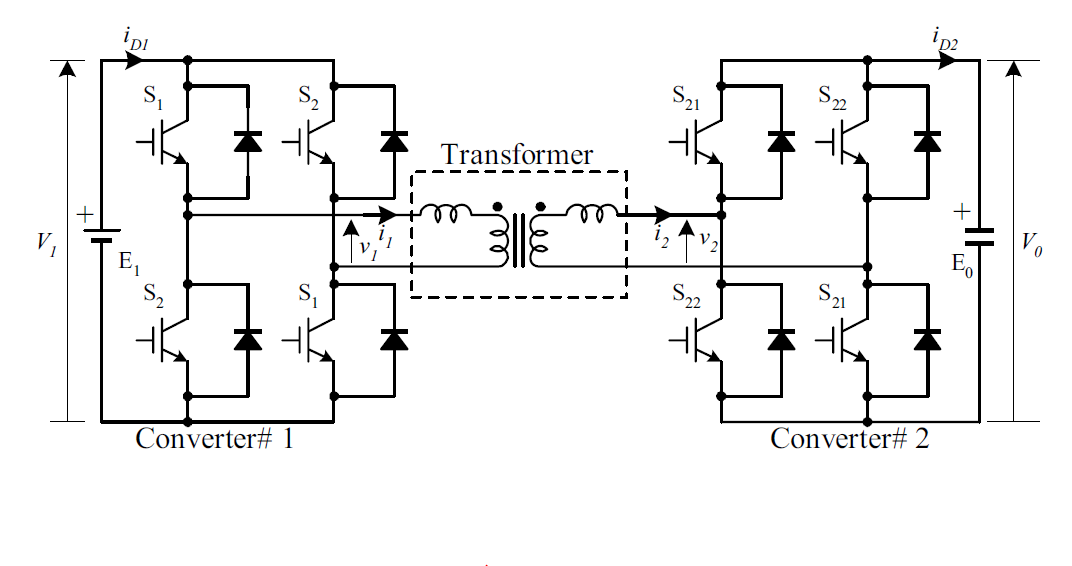 iD1
iD2
S1
S2
S21
S22
Transformer
+
V1
E1
i1
v1
i2
v2
+
E0
V0
S2
S1
S22
S21
Converter# 1
Converter# 2